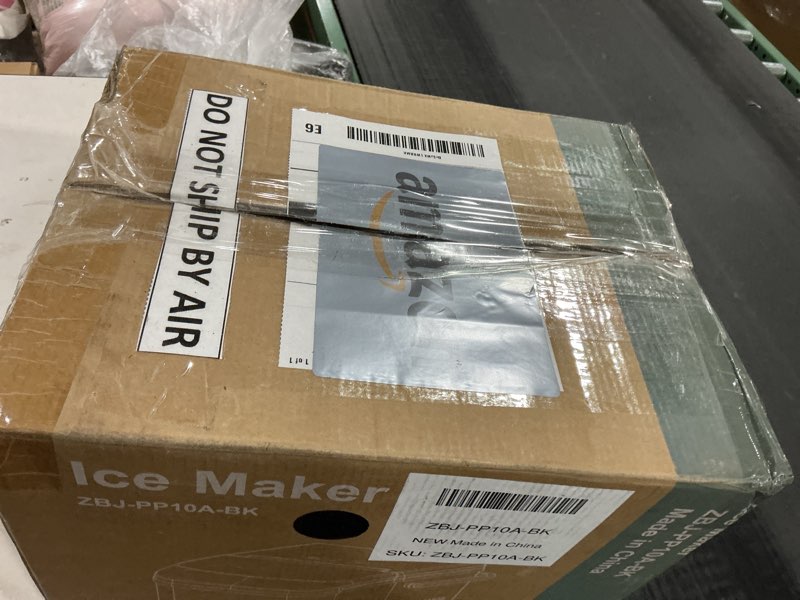 DO NOT SHIP BY AIR
E6
1 of 1
Ice Maker
ZBJ-PP10A-BK
ZBJ-PP10A-BK
NEW Made in China
SKU: ZBJ-PP10A-BK
ZBJ-PP10A-BK
Made in China